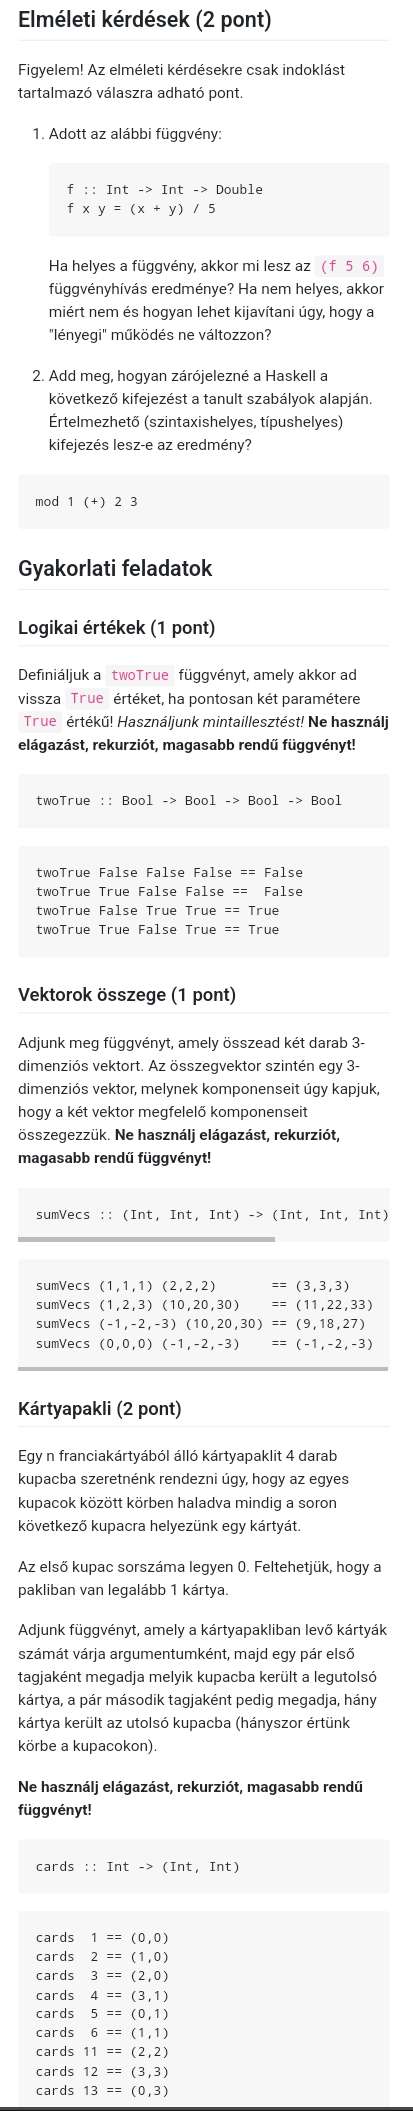 Elméleti kérdések (2 pont)
Figyelem! Az elméleti kérdésekre csak indoklást
tartalmazó válaszra adható pont.
1. Adott az alábbi függvény:
f :: Int -> Int -> Double
f x y = (x + y) / 5
Ha helyes a függvény, akkor mi lesz az (f 5 6)
függvényhívás eredménye? Ha nem helyes, akkor
miért nem és hogyan lehet kijavítani úgy, hogy a
"lényegi" működés ne változzon?
2. Add meg, hogyan zárójelezné a Haskell a
következő kifejezést a tanult szabályok alapján.
Értelmezhető (szintaxishelyes, típushelyes)
kifejezés lesz-e az eredmény?
mod 1 (+) 2 3
Gyakorlati feladatok
Logikai értékek (1 pont)
Definiáljuk a twoTrue függvényt, amely akkor ad
vissza True értéket, ha pontosan két paramétere
True értékű! Használjunk mintaillesztést! Ne használj
elágazást, rekurziót, magasabb rendű függvényt!
twoTrue :: Bool -> Bool -> Bool -> Bool
twoTrue False False False == False
twoTrue True False False ==  False
twoTrue False True True == True
twoTrue True False True == True
Vektorok összege (1 pont)
Adjunk meg függvényt, amely összead két darab 3-
dimenziós vektort. Az összegvektor szintén egy 3-
dimenziós vektor, melynek komponenseit úgy kapjuk,
hogy a két vektor megfelelő komponenseit
összegezzük. Ne használj elágazást, rekurziót,
magasabb rendű függvényt!
sumVecs :: (Int, Int, Int) -> (Int, Int, Int)
sumVecs (1,1,1) (2,2,2)       == (3,3,3)
sumVecs (1,2,3) (10,20,30)    == (11,22,33)
sumVecs (-1,-2,-3) (10,20,30) == (9,18,27)
sumVecs (0,0,0) (-1,-2,-3)    == (-1,-2,-3)
Kártyapakli (2 pont)
Egy n franciakártyából álló kártyapaklit 4 darab
kupacba szeretnénk rendezni úgy, hogy az egyes
kupacok között körben haladva mindig a soron
következő kupacra helyezünk egy kártyát.
Az első kupac sorszáma legyen 0. Feltehetjük, hogy a
pakliban van legalább 1 kártya.
Adjunk függvényt, amely a kártyapakliban levő kártyák
számát várja argumentumként, majd egy pár első
tagjaként megadja melyik kupacba került a legutolsó
kártya, a pár második tagjaként pedig megadja, hány
kártya került az utolsó kupacba (hányszor értünk
körbe a kupacokon).
Ne használj elágazást, rekurziót, magasabb rendű
függvényt!
cards :: Int -> (Int, Int)
cards  1 == (0,0)
cards  2 == (1,0)
cards  3 == (2,0)
cards  4 == (3,1)
cards  5 == (0,1)
cards  6 == (1,1)
cards 11 == (2,2)
cards 12 == (3,3)
cards 13 == (0,3)